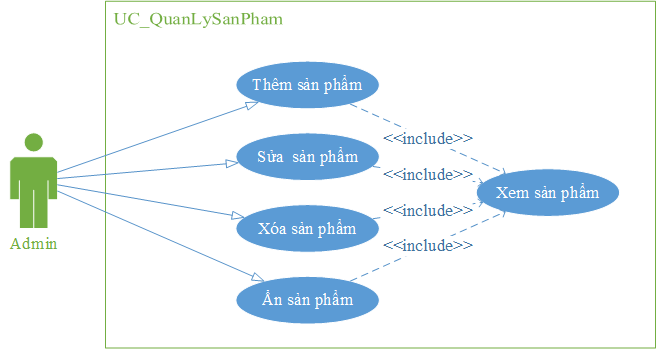 UC_QuanLySanPham
Thêm sản phẩm
<<include>>
Sửa sản phẩm
<<include>>
Xem sản phẩm
<<include>>
Xóa sản phẩm
<<include>>
Admin
Ẩn sản phẩm